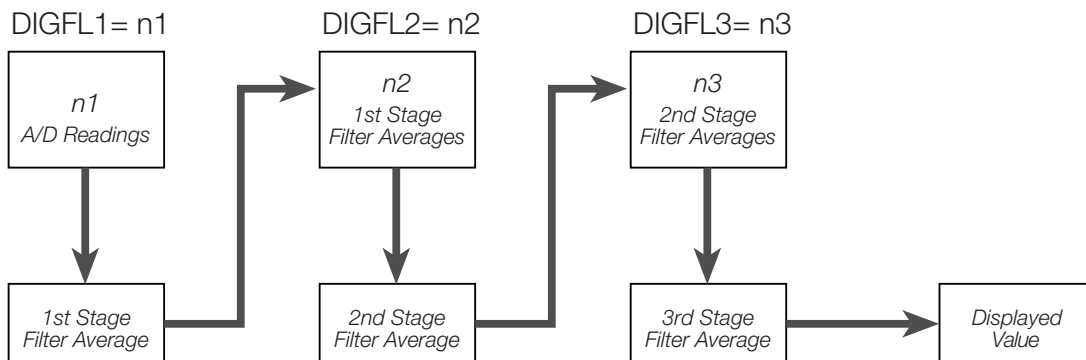 DIGFL1= n1
DIGFL2= n2
DIGFL3= n3
n1
A/D Readings
n2
1st Stage
Filter Averages
n3
2nd Stage
Filter Averages
1st Stage
Filter Average
2nd Stage
Filter Average
3rd Stage
Filter Average
Displayed
Value